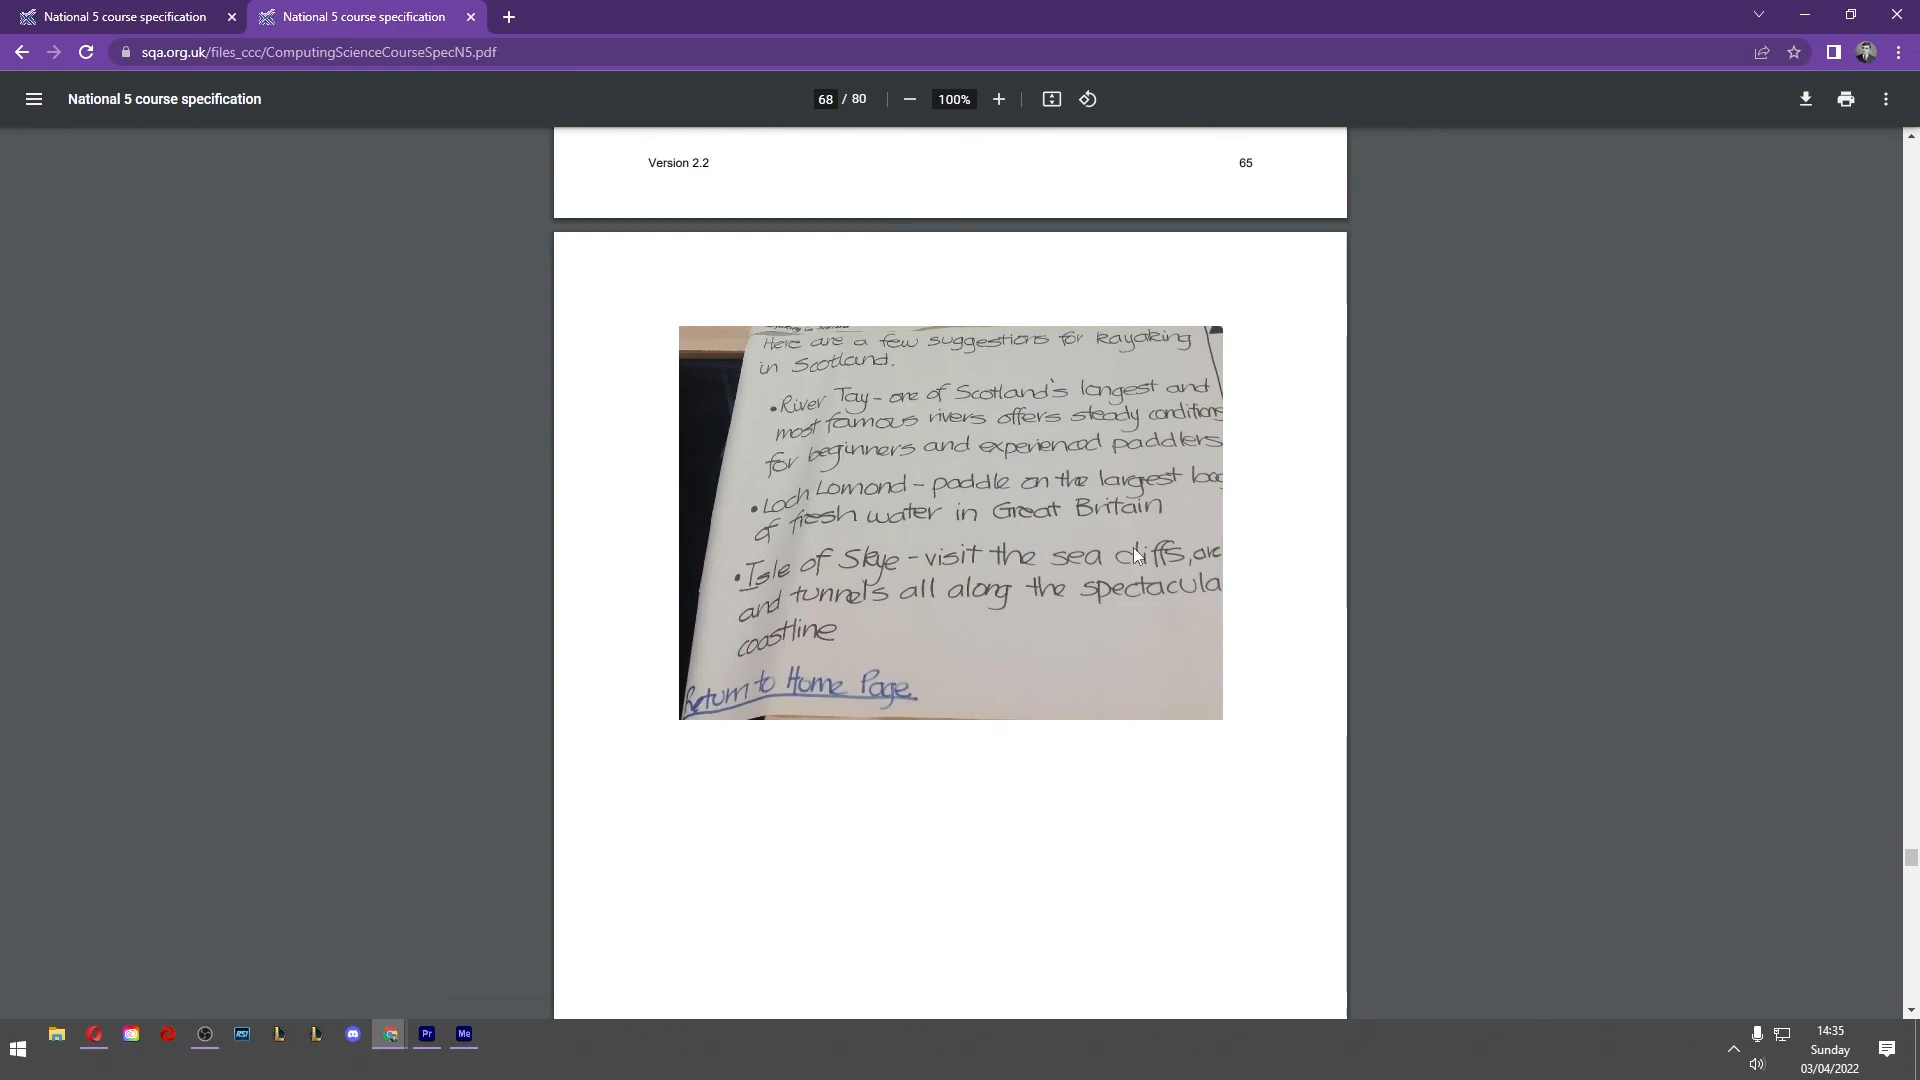 National 5 course specification
National 5 course specification
sqa.org.uk/files_ccc/ComputingScienceCourseSpecN5.pdf
National 5 course specification
68 / 80
100%
Version 2.2
65
Here are a few suggestions for Kayaking
in Scotland.
•River Tay - one of Scotland's longest and
most famous rivers offers steady conditions
for beginners and experienced paddlers
•Loch Lomond - paddle on the largest
of fresh water in Great Britain
•Isle of Skye - visit the sea cliffs, arc
and tunnels all along the spectacula
coastline
Return to Home Page
RSI
L
L
Pr
Me
14:35
Sunday
03/04/2022